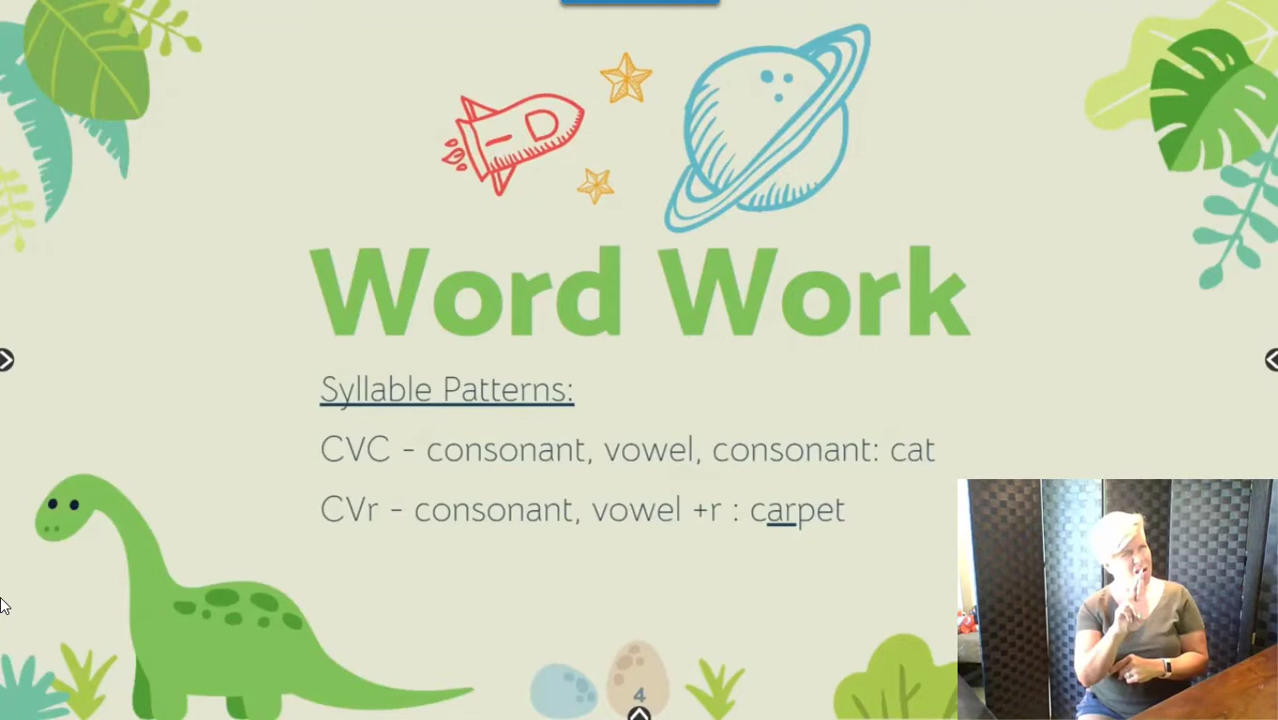 Word Work
Syllable Patterns:
CVC - consonant, vowel, consonant: cat
CVr - consonant, vowel +r : carpet
4